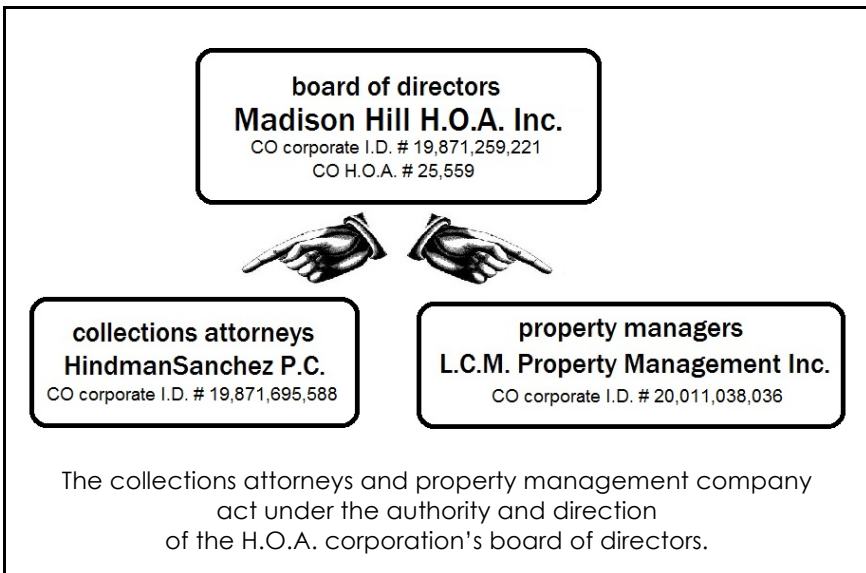 board of directors
Madison Hill H.O.A. Inc.
CO corporate I.D. # 19,871,259,221
CO H.O.A. # 25,559
collections attorneys
HindmanSanchez P.C.
CO corporate I.D. # 19,871,695,588
property managers
L.C.M. Property Management Inc.
CO corporate I.D. # 20,011,038,036
The collections attorneys and property management company
act under the authority and direction
of the H.O.A. corporation’s board of directors.